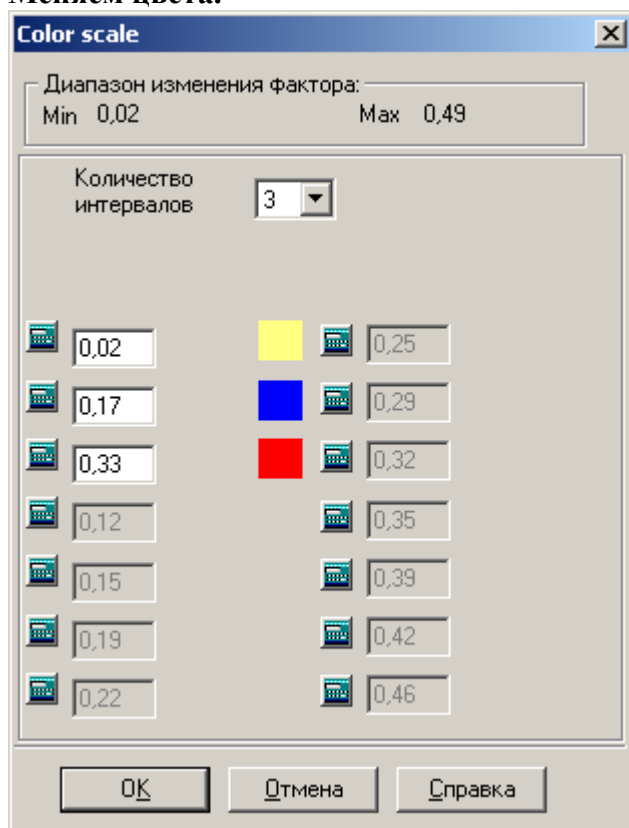 Меняем цвета.
Color scale
Диапазон изменения фактора:
Min 0,02 Max 0,49
Количество
интервалов
3
0,02 0,25
0,17 0,29
0,33 0,32
0,12 0,35
0,15 0,39
0,19 0,42
0,22 0,46
OK Отмена Справка